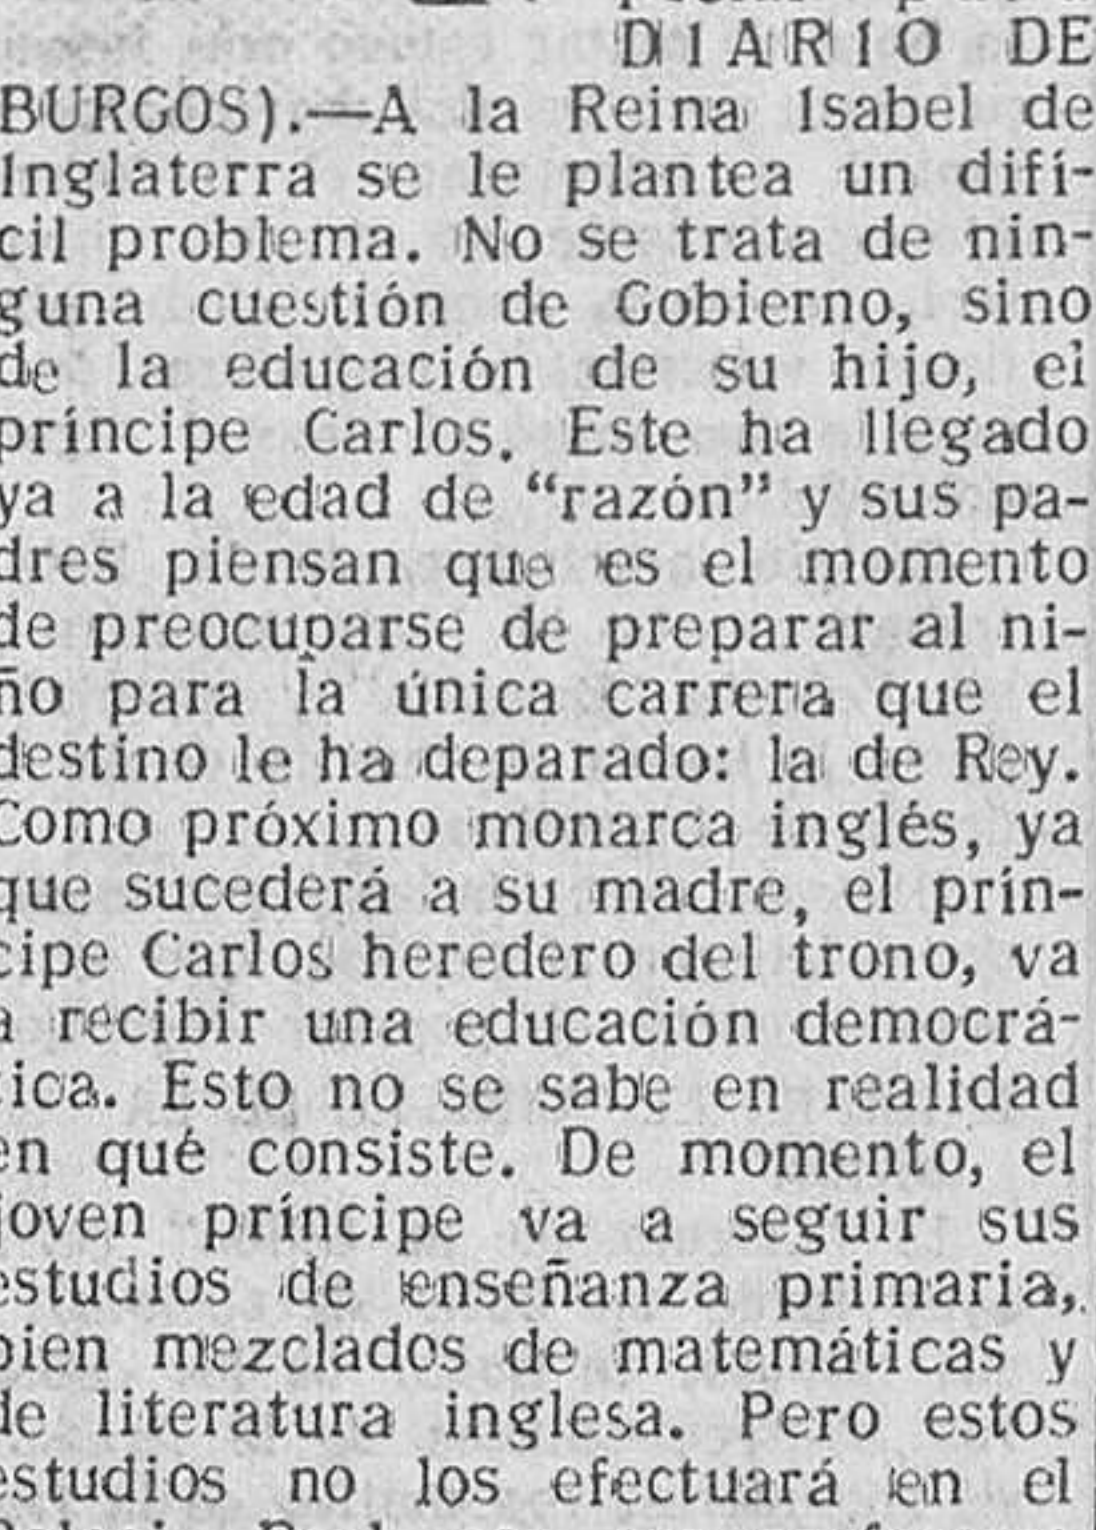 DIARIO DE
BURGOS).—A la Reina Isabel de
Inglaterra se le plantea un difí-
cil problema. No se trata de nin-
guna cuestión de Gobierno, sino
de la educación de su hijo, el
príncipe Carlos. Este ha llegado
ya a la edad de “razón” y sus pa-
dres piensan que es el momento
de preocuparse de preparar al ni-
ño para la única carrera que el
destino le ha deparado: la de Rey.
Como próximo monarca inglés, ya
que sucederá a su madre, el prín-
cipe Carlos heredero del trono, va
a recibir una educación democrá-
tica. Esto no se sabe en realidad
en qué consiste. De momento, el
joven príncipe va a seguir sus
estudios de enseñanza primaria,
bien mezclados de matemáticas y
de literatura inglesa. Pero estos
estudios no los efectuará en el